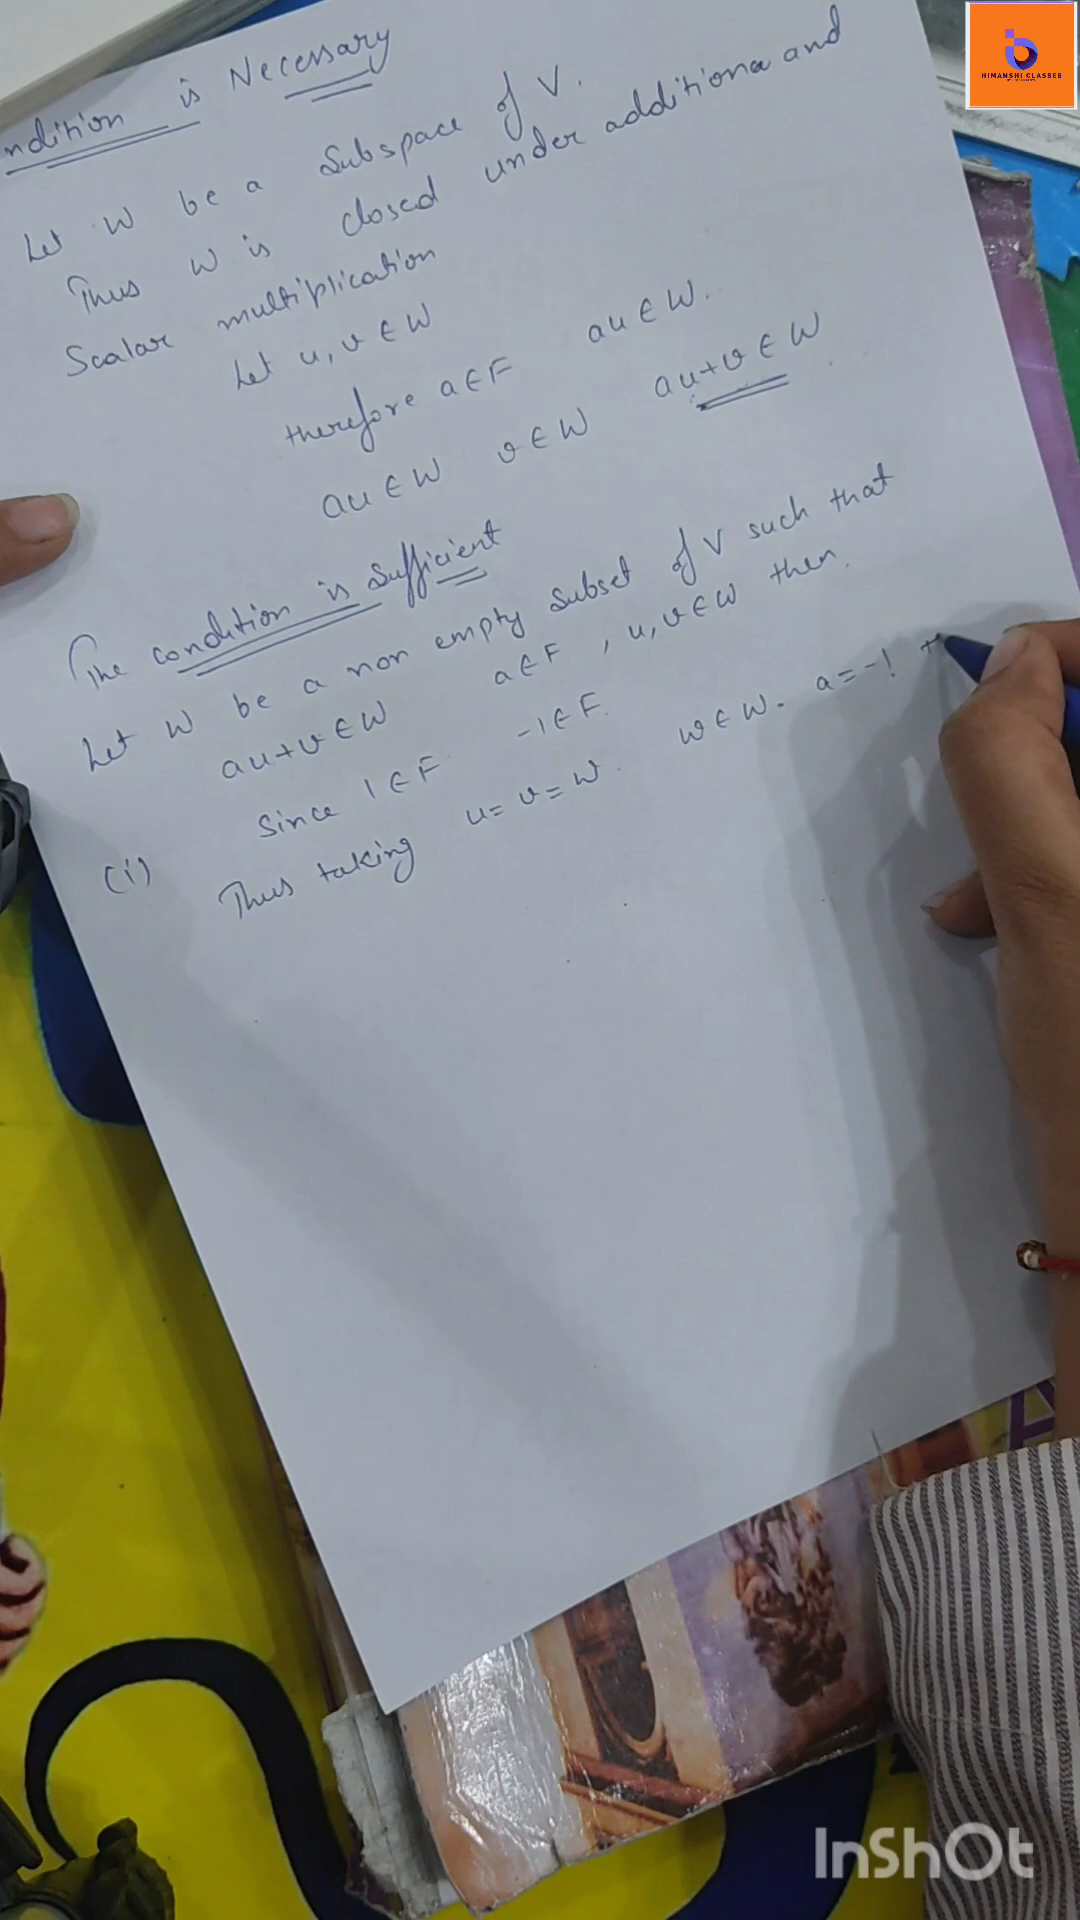 HIMANSHI CLASSES
ndition is Necessary
Let W be a Subspace of V.
Thus W is closed under additiona and
Scalar multiplication
Let u, v ∈ W
therefore a ∈ F au ∈ W.
au ∈ W v ∈ W au+v ∈ W
The condition is Sufficient
Let W be a non empty subset of V such that
au+v ∈ W a ∈ F , u, v ∈ W then.
Since 1 ∈ F -1 ∈ F.
(i) Thus taking u = v = w. w ∈ W. a = -1
InShOt